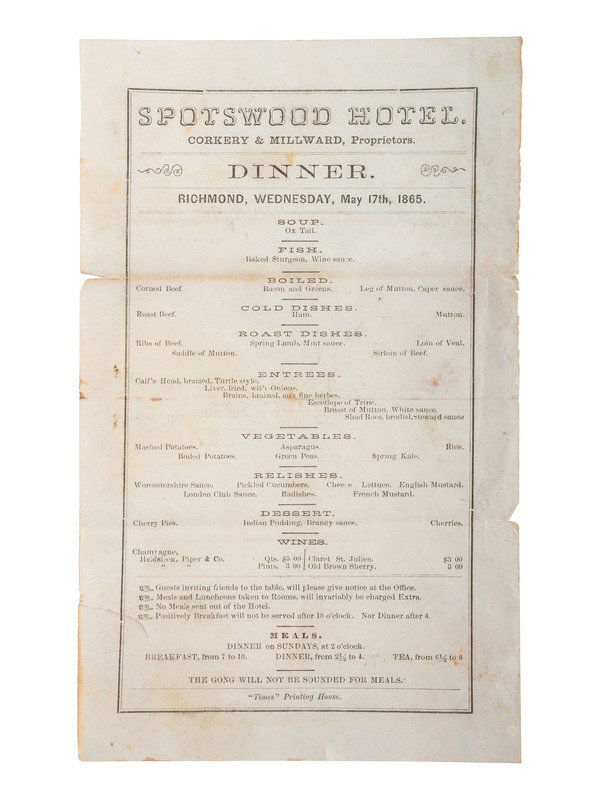 SPOTSWOOD HOTEL.
CORKERY & MILLWARD, Proprietors.
DINNER.
RICHMOND, WEDNESDAY, May 17th, 1865.
SOUP.
Ox Tail.
FISH.
Baked Sturgeon, Wine sauce.
BOILED.
Corned Beef. Bacon and Greens. Leg of Mutton, Caper sauce.
COLD DISHES.
Roast Beef. Ham. Mutton.
ROAST DISHES.
Ribs of Beef. Spring Lamb, Mint sauce. Loin of Veal.
Saddle of Mutton. Sirloin of Beef.
ENTREES.
Calf's Head, braized, Turtle style.
Liver, fried, with Onions.
Brains, braized, aux fine herbes.
Escollope of Tripe.
Breast of Mutton, White sauce.
Shad Roes, broiled, steward sauce
VEGETABLES.
Mashed Potatoes. Asparagus. Rice.
Boiled Potatoes. Green Peas. Spring Kale.
RELISHES.
Worcestershire Sauce. Pickled Cucumbers. Cheese Lettuce. English Mustard.
London Club Sauce. Radishes. French Mustard.
DESSERT.
Cherry Pies. Indian Pudding, Brandy sauce. Cherries.
WINES.
Champagne,
Heidsieck, Piper & Co. Qts. $5 00 Claret St. Julien. $3 00
" Pints, 3 00 Old Brown Sherry. 3 00
Guests inviting friends to the table, will please give notice at the Office.
Meals and Luncheons taken to Rooms, will invariably be charged Extra.
No Meals sent out of the Hotel.
Positively Breakfast will not be served after 10 o'clock. Nor Dinner after 4.
MEALS.
DINNER on SUNDAYS, at 2 o'clock.
BREAKFAST, from 7 to 10. DINNER, from 2½ to 4. TEA, from 6½ to 8
THE GONG WILL NOT BE SOUNDED FOR MEALS.
"Times" Printing House.